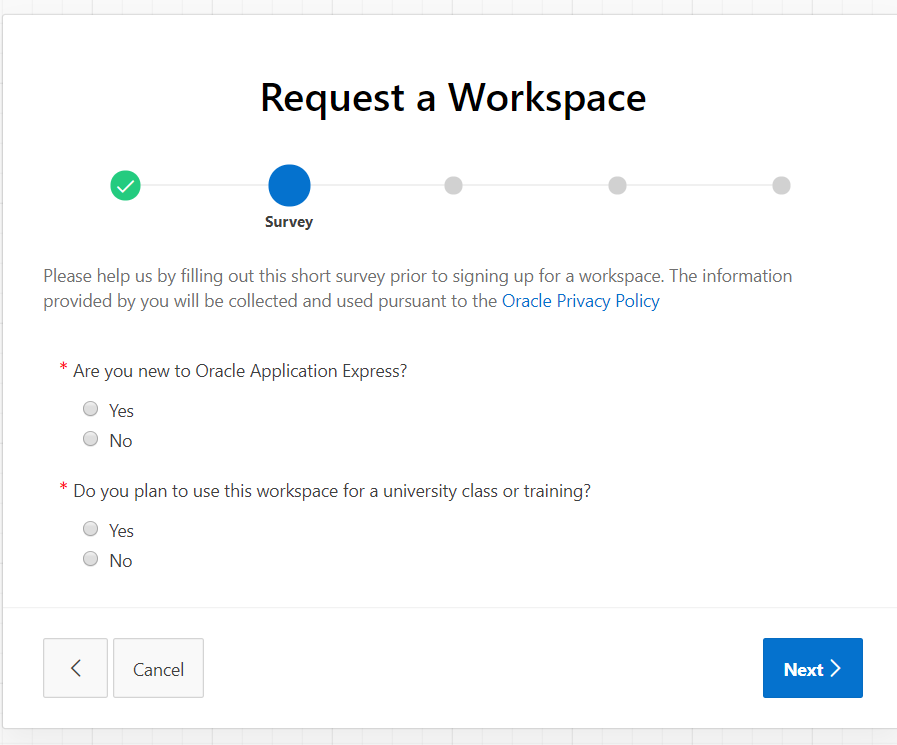 Request a Workspace
Survey
Please help us by filling out this short survey prior to signing up for a workspace. The information
provided by you will be collected and used pursuant to the Oracle Privacy Policy
* Are you new to Oracle Application Express?
Yes
No
* Do you plan to use this workspace for a university class or training?
Yes
No
Cancel
Next